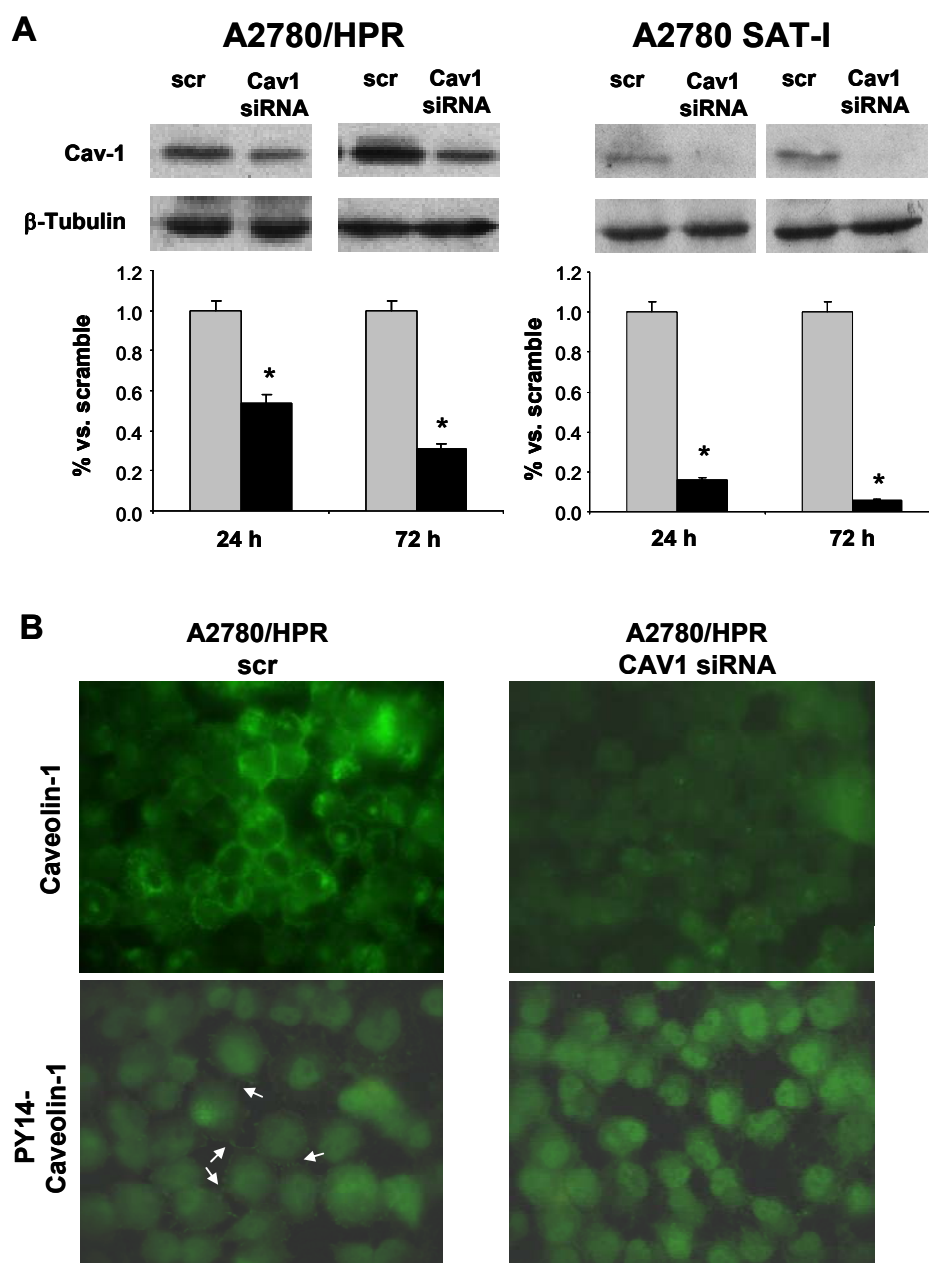 A
A2780/HPR
A2780 SAT-I
scr
Cav1
siRNA
scr
Cav1
siRNA
scr
Cav1
siRNA
scr
Cav1
siRNA
Cav-1
β-Tubulin
% vs. scramble
1.2
1.0
0.8
0.6
0.4
0.2
0.0
*
*
24 h
72 h
% vs. scramble
1.2
1.0
0.8
0.6
0.4
0.2
0.0
*
*
24 h
72 h
B
A2780/HPR
scr
A2780/HPR
CAV1 siRNA
Caveolin-1
PY14-
Caveolin-1